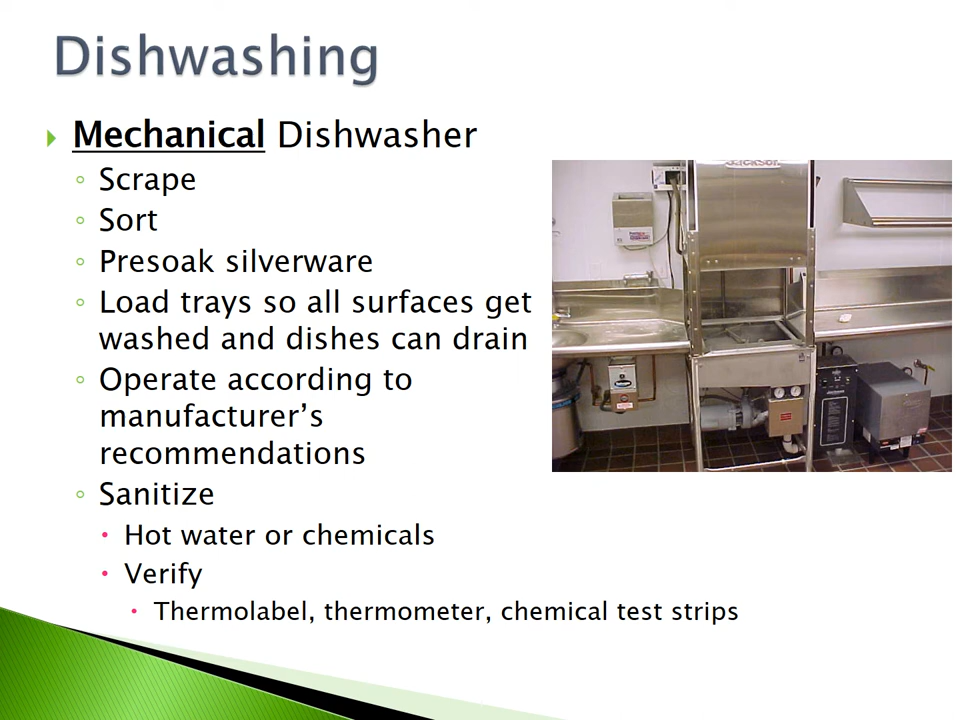 Dishwashing
Mechanical Dishwasher
Scrape
Sort
Presoak silverware
Load trays so all surfaces get
washed and dishes can drain
Operate according to
manufacturer’s
recommendations
Sanitize
Hot water or chemicals
Verify
Thermolabel, thermometer, chemical test strips